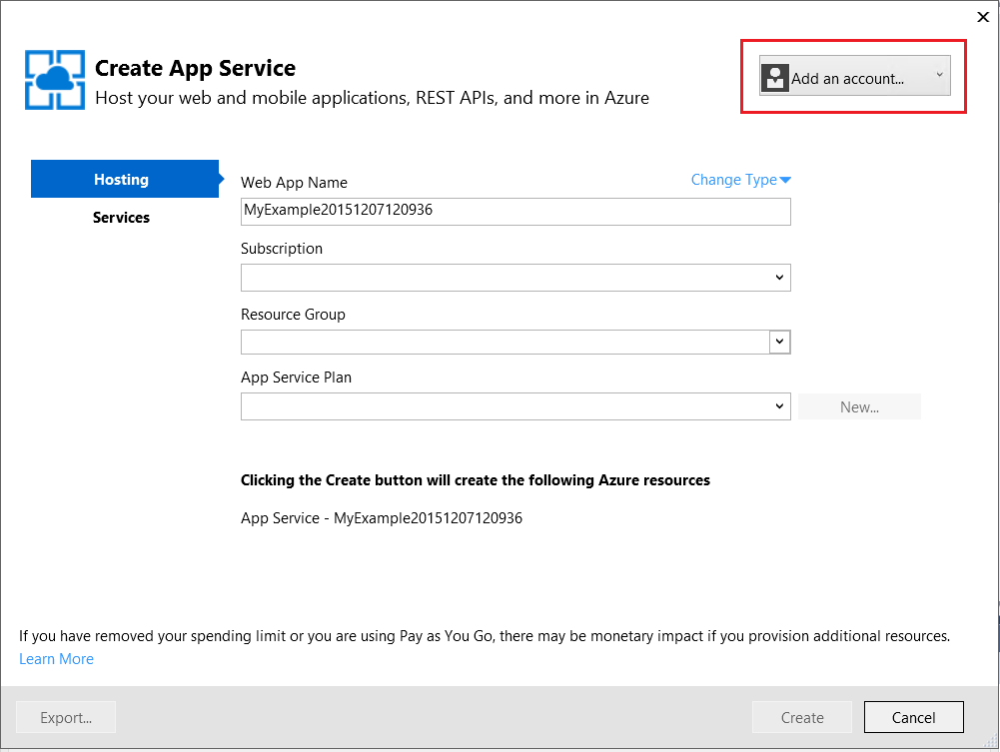 Create App Service
Host your web and mobile applications, REST APIs, and more in Azure
Add an account...
Hosting
Services
Web App Name
Change Type
MyExample20151207120936
Subscription
Resource Group
App Service Plan
New...
Clicking the Create button will create the following Azure resources
App Service - MyExample20151207120936
If you have removed your spending limit or you are using Pay as You Go, there may be monetary impact if you provision additional resources.
Learn More
Export...
Create
Cancel